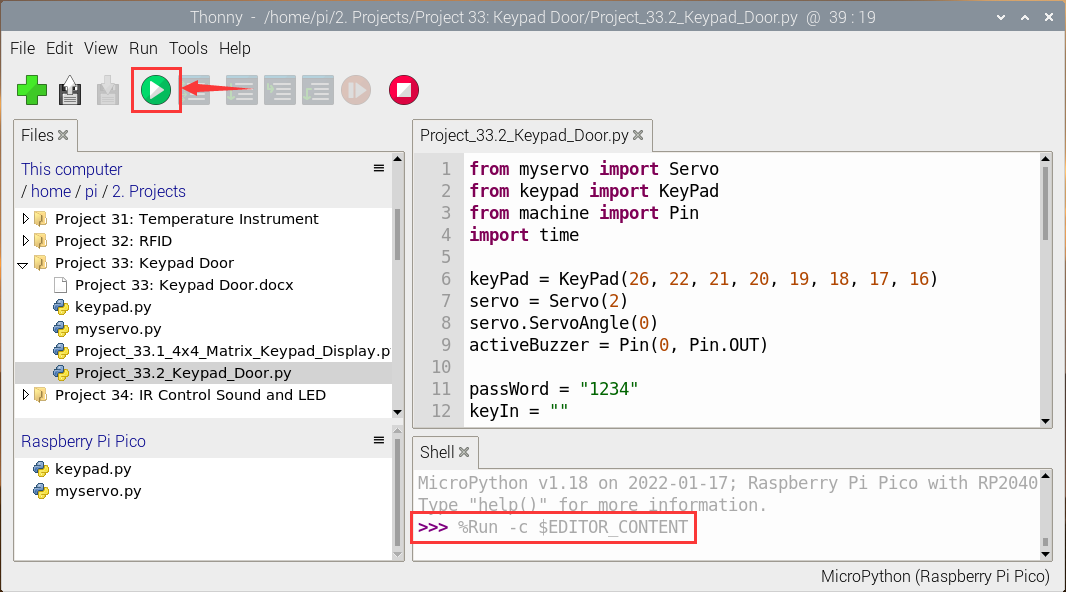 Thonny - /home/pi/2. Projects/Project 33: Keypad Door/Project_33.2_Keypad_Door.py @ 39 : 19
File Edit View Run Tools Help
Files
This computer
/ home / pi / 2. Projects
Project 31: Temperature Instrument
Project 32: RFID
Project 33: Keypad Door
Project 33: Keypad Door.docx
keypad.py
myservo.py
Project_33.1_4x4_Matrix_Keypad_Display.p
Project_33.2_Keypad_Door.py
Project 34: IR Control Sound and LED
Raspberry Pi Pico
keypad.py
myservo.py
Project_33.2_Keypad_Door.py
1 from myservo import Servo
2 from keypad import KeyPad
3 from machine import Pin
4 import time
5
6 keyPad = KeyPad(26, 22, 21, 20, 19, 18, 17, 16)
7 servo = Servo(2)
8 servo.ServoAngle(0)
9 activeBuzzer = Pin(0, Pin.OUT)
10
11 passWord = "1234"
12 keyIn = ""
Shell
MicroPython v1.18 on 2022-01-17; Raspberry Pi Pico with RP2040
Type "help()" for more information.
>>> %Run -c $EDITOR_CONTENT
MicroPython (Raspberry Pi Pico)